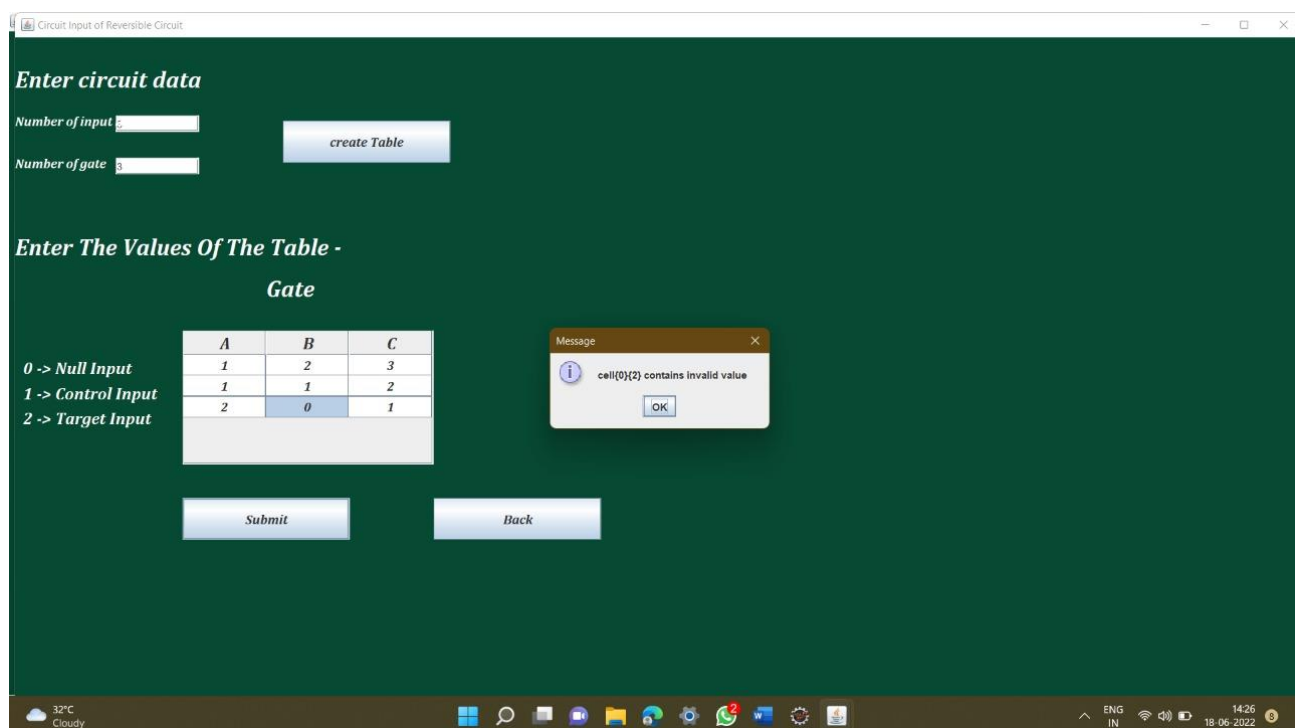 Circuit Input of Reversible Circuit
Enter circuit data
Number of input
create Table
Number of gate 3
Enter The Values Of The Table -
Gate
A B C
1 2 3
1 1 2
2 0 1
0 -> Null Input
1 -> Control Input
2 -> Target Input
Message
cell{0}{2} contains invalid value
OK
Submit
Back
32°C
Cloudy
2
ENG
IN
14:26
18-06-2022